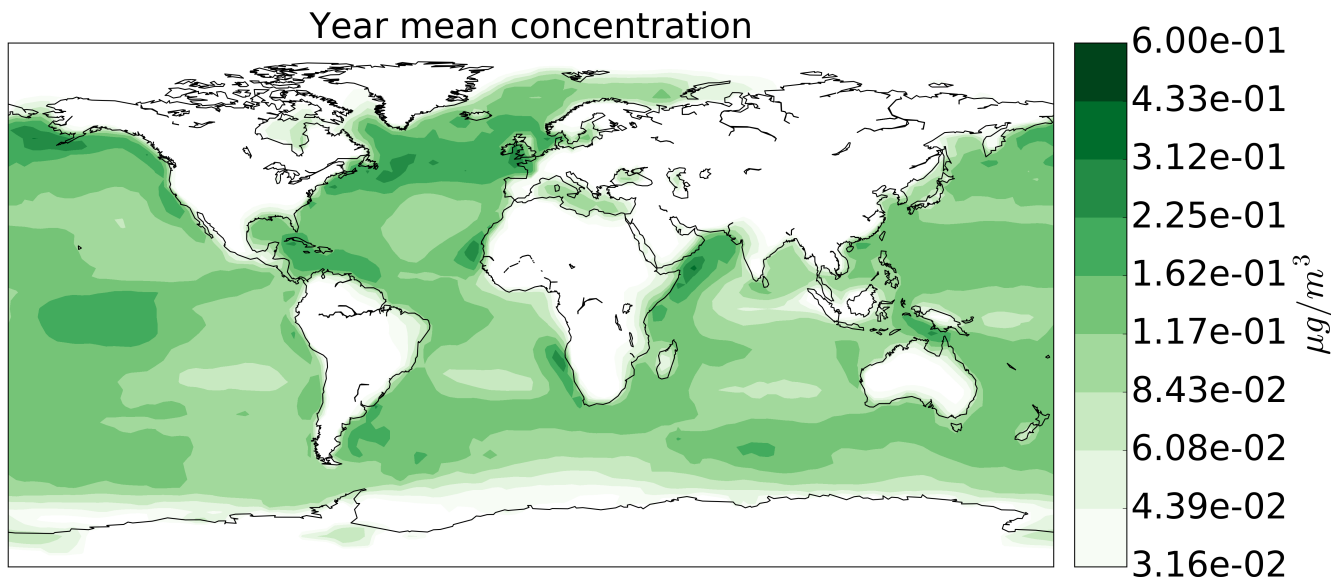 Year mean concentration
6.00e-01
4.33e-01
3.12e-01
2.25e-01
1.62e-01
1.17e-01
8.43e-02
6.08e-02
4.39e-02
3.16e-02
μg/m³